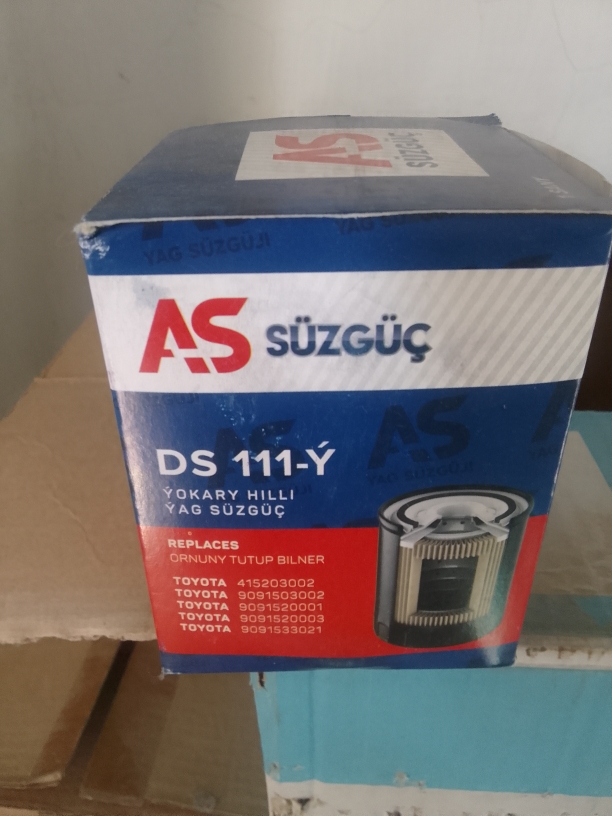 AS
SÜZGÜÇ
YAG SÜZGÜJI
AS SÜZGÜÇ
DS 111-Ý
ÝOKARY HILLI
ÝAG SÜZGÜÇ
REPLACES
ORNUNY TUTUP BILNER
TOYOTA 415203002
TOYOTA 9091503002
TOYOTA 9091520001
TOYOTA 9091520003
TOYOTA 9091533021